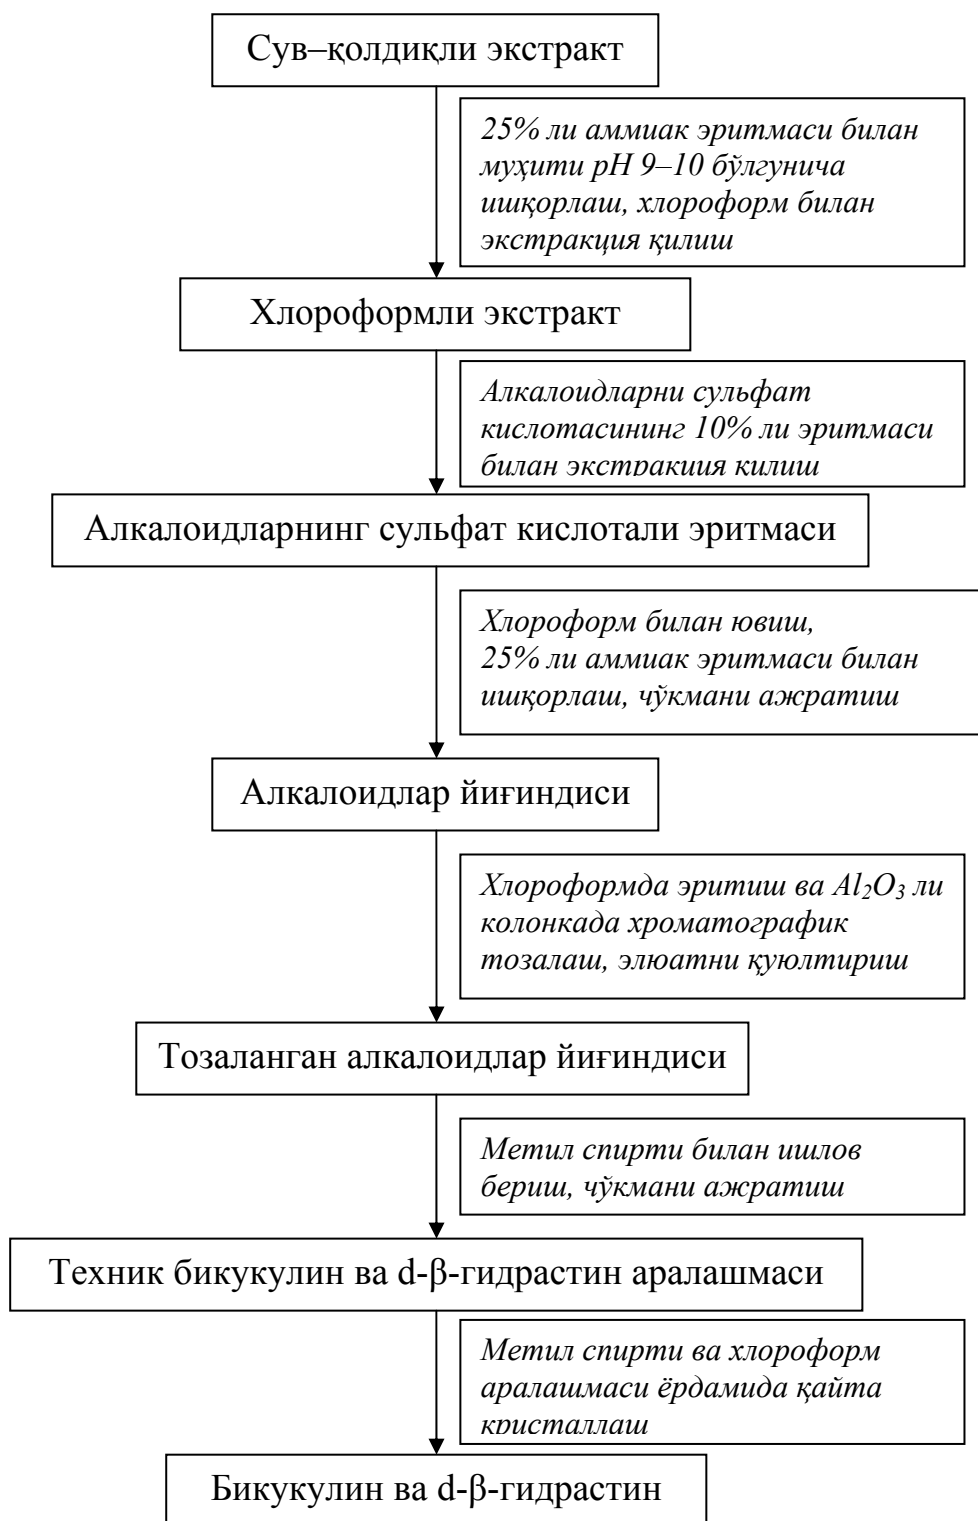 Сув–қолдиқли экстракт
25% ли аммиак эритмаси билан
муҳити pH 9–10 бўлгунича
ишқорлаш, хлороформ билан
экстракция қилиш
Хлороформли экстракт
Алкалоидларни сульфат
кислотасининг 10% ли эритмаси
билан экстракция қилиш
Алкалоидларнинг сульфат кислотали эритмаси
Хлороформ билан ювиш,
25% ли аммиак эритмаси билан
ишқорлаш, чўкмани ажратиш
Алкалоидлар йиғиндиси
Хлороформда эритиш ва Al₂O₃ ли
колонкада хроматографик
тозалаш, элюатни қуюлтириш
Тозаланган алкалоидлар йиғиндиси
Метил спирти билан ишлов
бериш, чўкмани ажратиш
Техник бикукулин ва d-β-гидрастин аралашмаси
Метил спирти ва хлороформ
аралашмаси ёрдамида қайта
кристаллаш
Бикукулин ва d-β-гидрастин